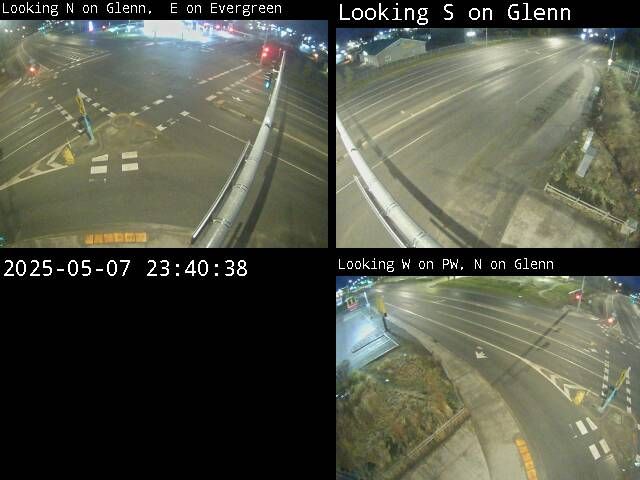 Looking N on Glenn, E on Evergreen
Looking S on Glenn
2025-05-07 23:40:38
Looking W on PW, N on Glenn